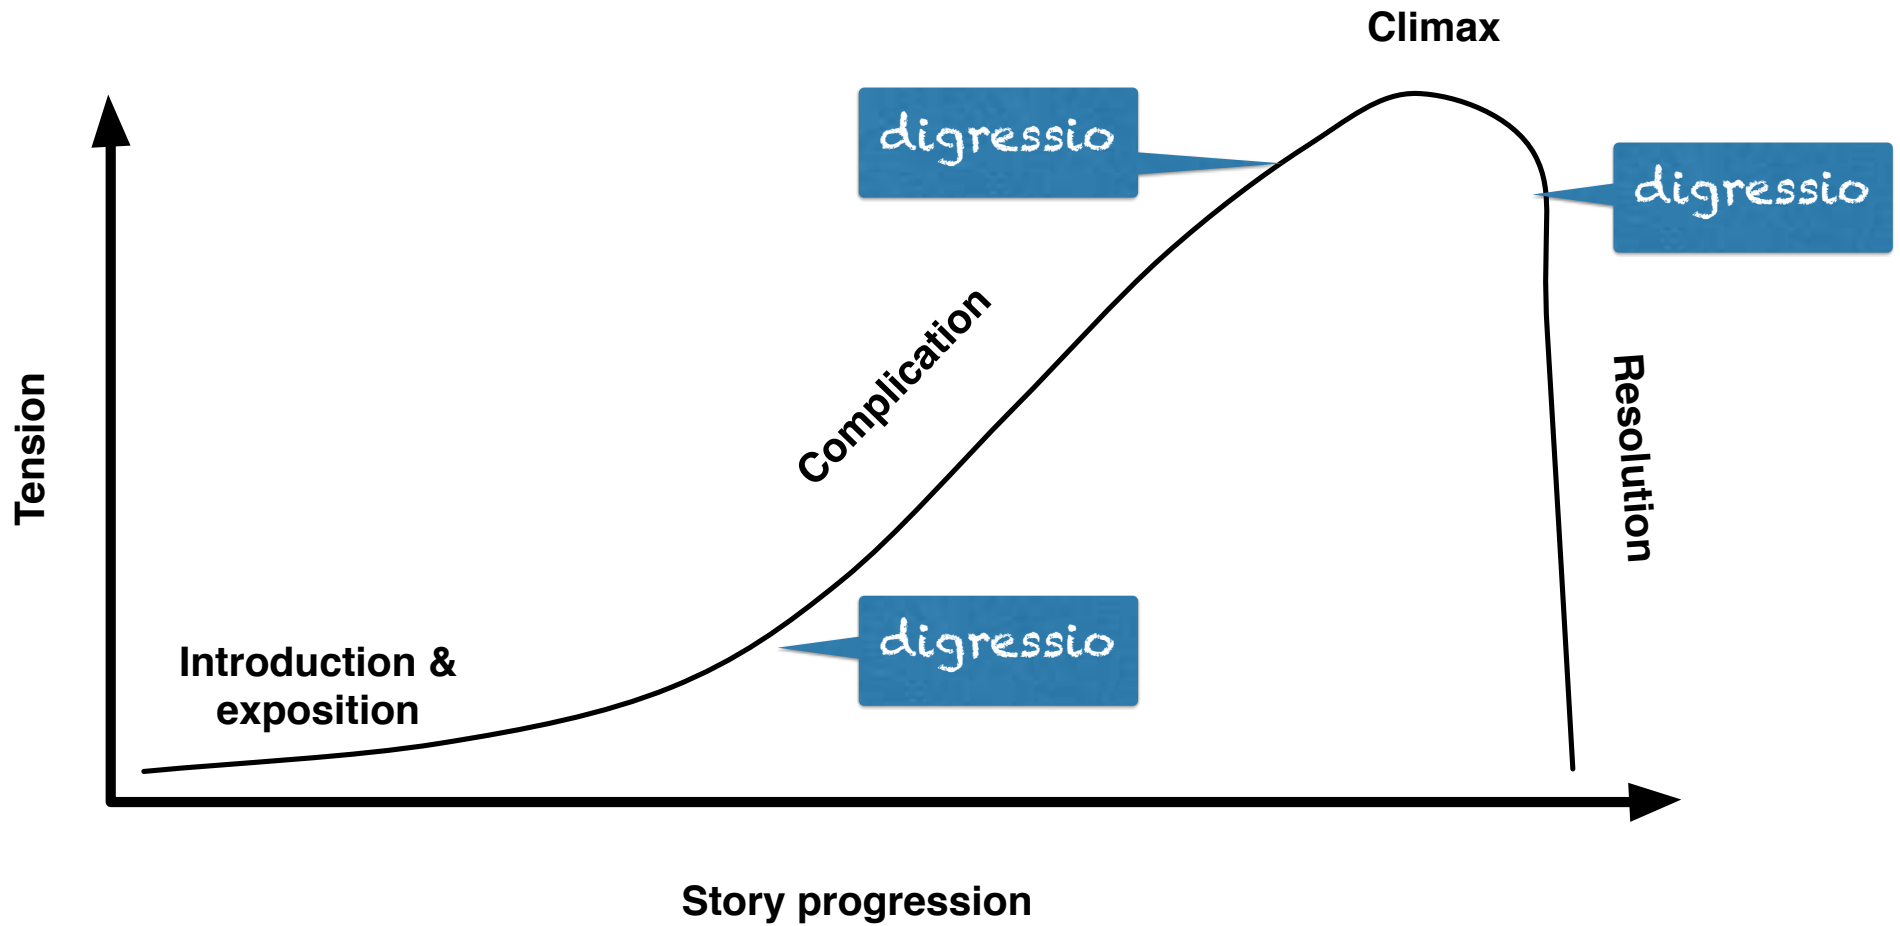 Climax
digressio
digressio
Complication
Tension
Resolution
digressio
Introduction &
exposition
Story progression